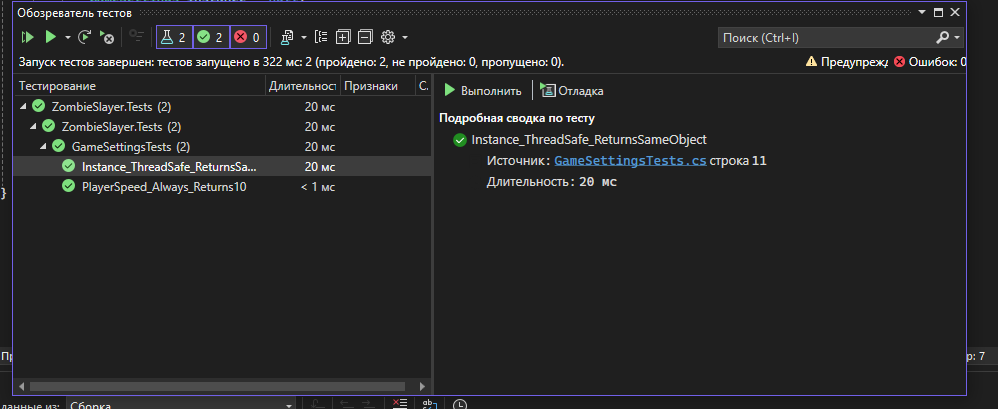 Обозреватель тестов
2 2 0
Поиск (Ctrl+I)
Запуск тестов завершен: тестов запущено в 322 мс: 2 (пройдено: 2, не пройдено: 0, пропущено: 0).
Предупрежд Ошибок: 0
Тестирование Длительност Признаки С.
ZombieSlayer.Tests (2) 20 мс
ZombieSlayer.Tests (2) 20 мс
GameSettingsTests (2) 20 мс
Instance_ThreadSafe_ReturnsSa... 20 мс
PlayerSpeed_Always_Returns10 < 1 мс
Выполнить Отладка
Подробная сводка по тесту
Instance_ThreadSafe_ReturnsSameObject
Источник: GameSettingsTests.cs строка 11
Длительность: 20 мс
}
р: 7
данные из: Сборка